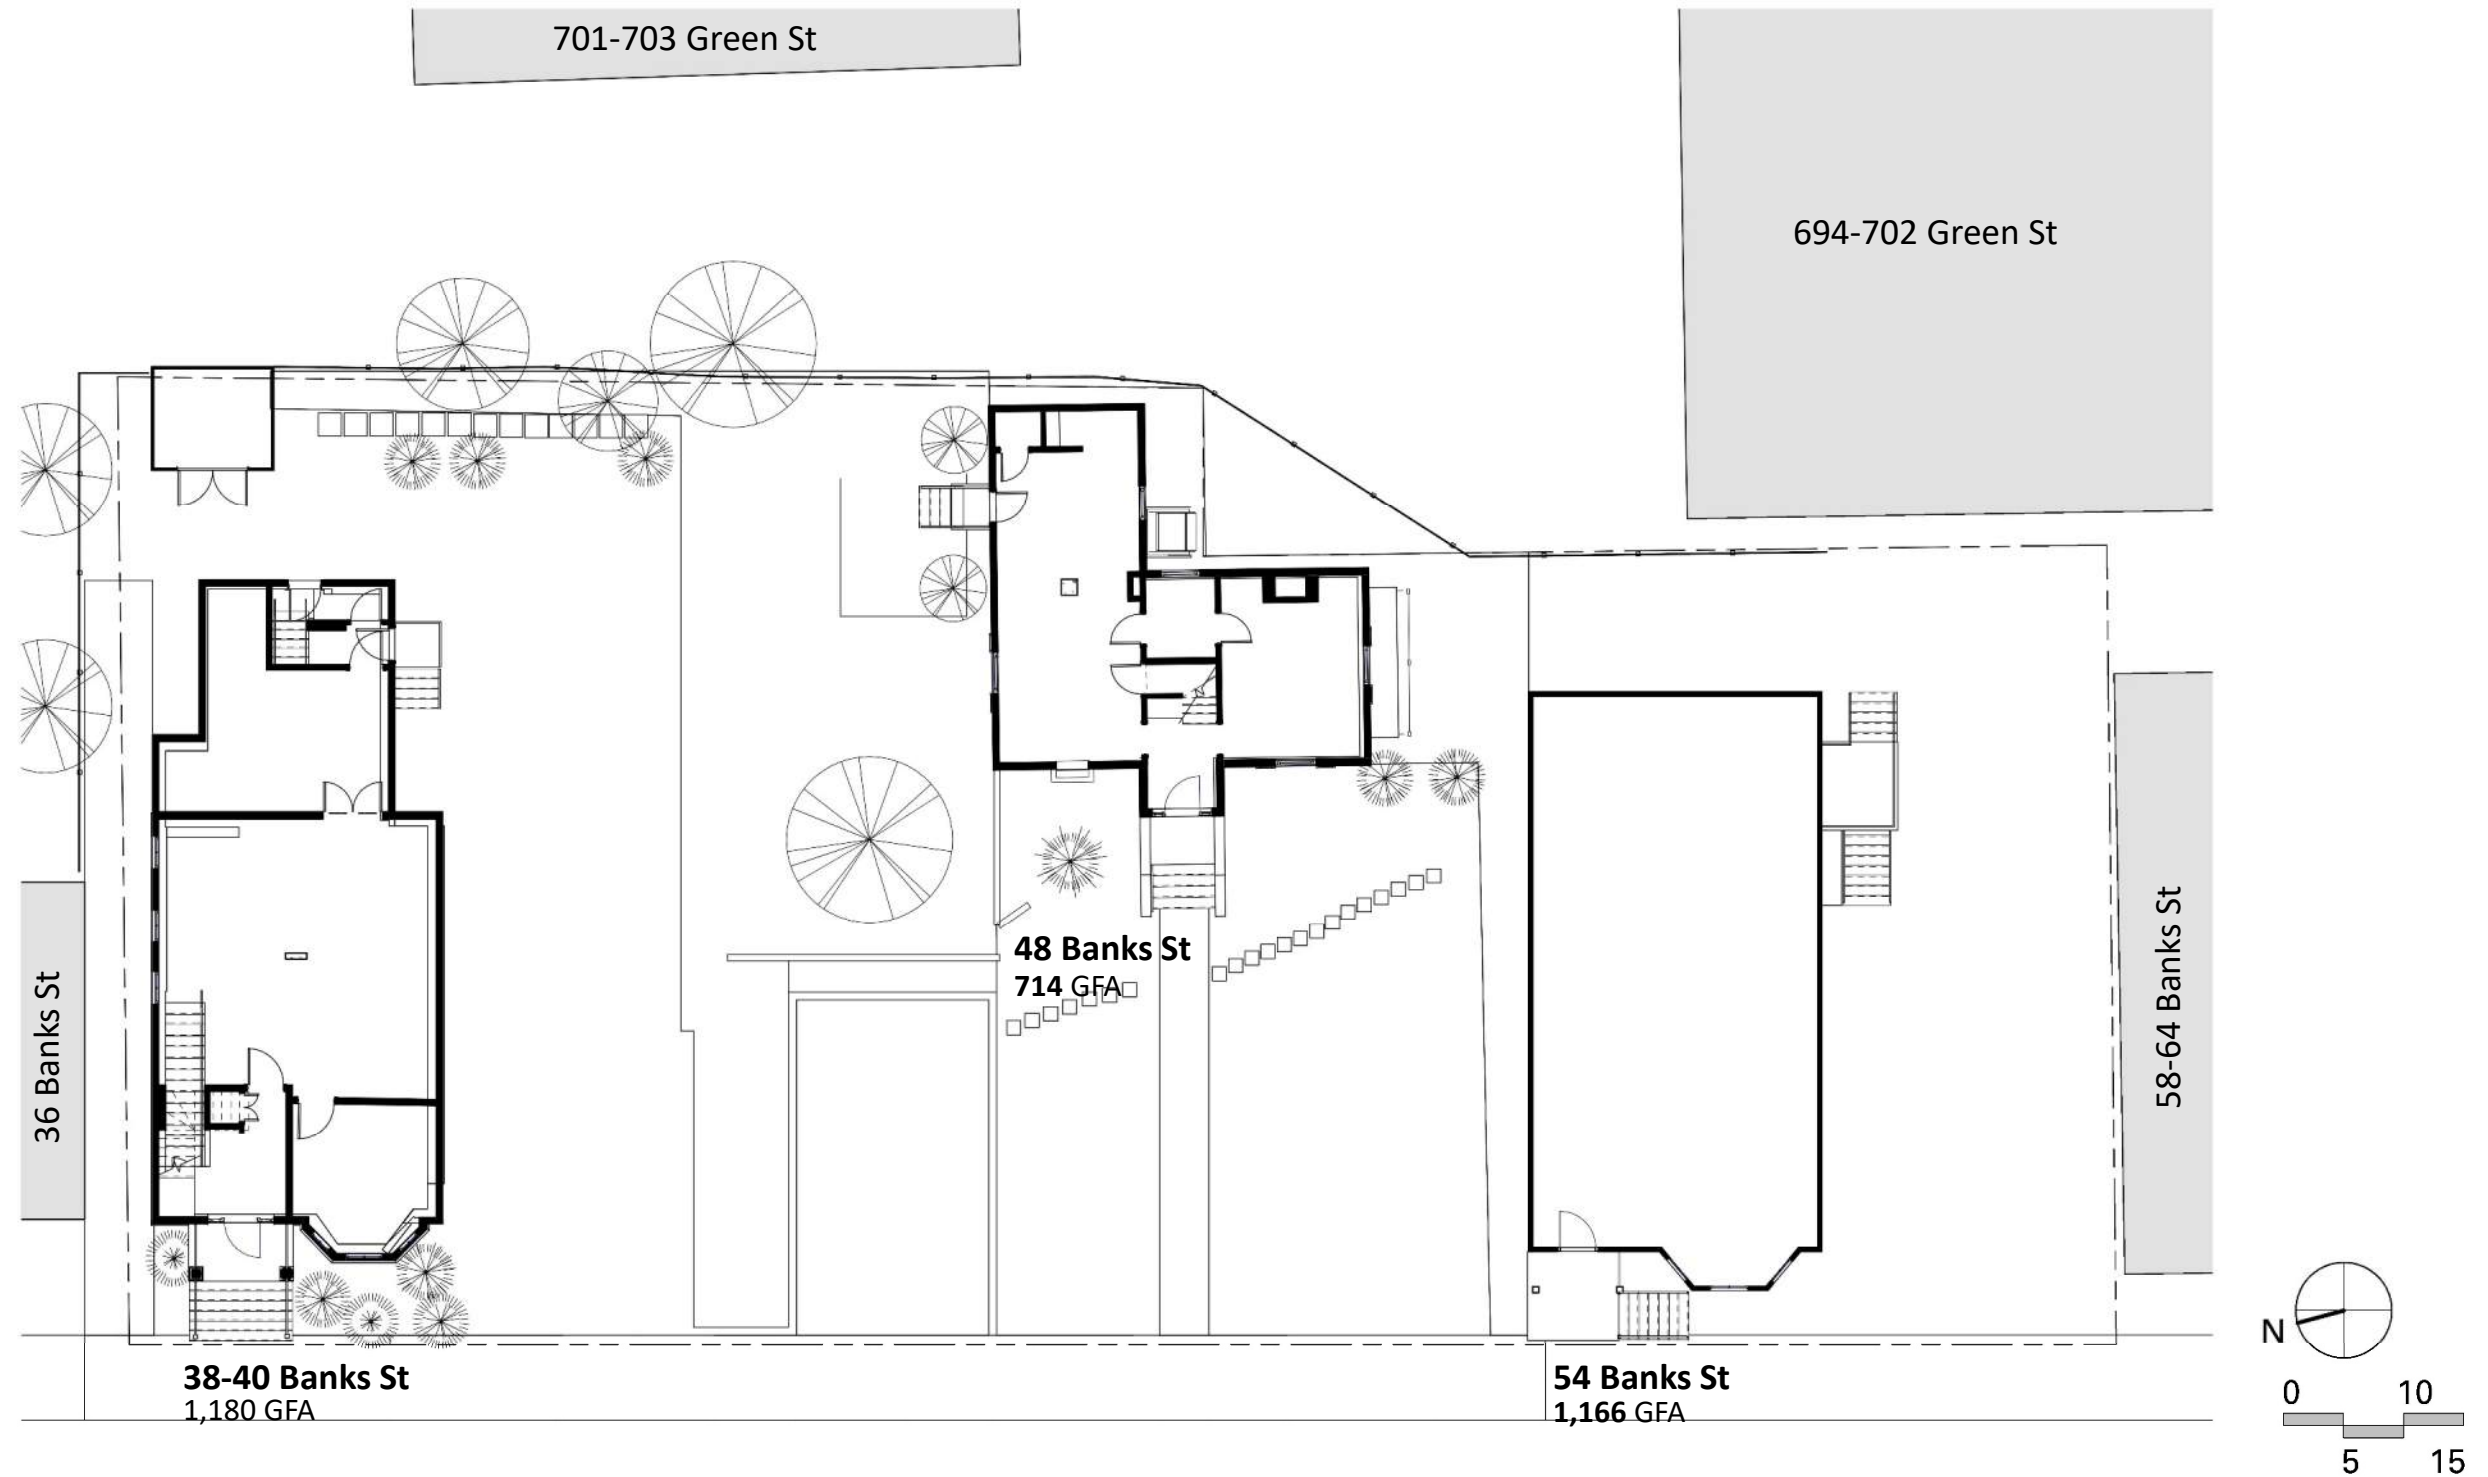 701-703 Green St
694-702 Green St
36 Banks St
48 Banks St
714 GFA
58-64 Banks St
38-40 Banks St
1,180 GFA
54 Banks St
1,166 GFA
N
0 10
5 15